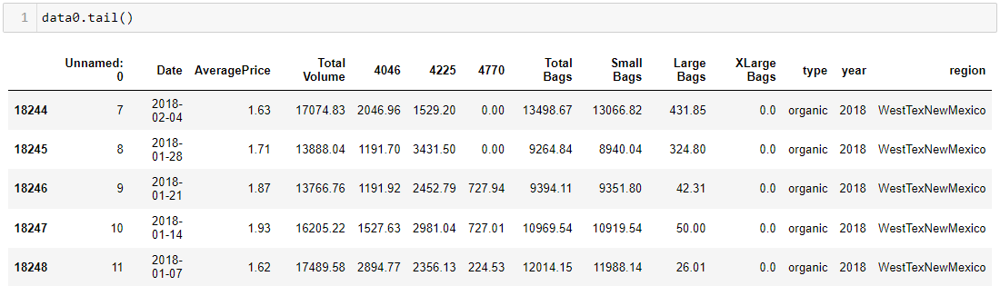 1 data0.tail()
Unnamed: 0 Date AveragePrice Total Volume 4046 4225 4770 Total Bags Small Bags Large Bags XLarge Bags type year region
18244 7 2018-02-04 1.63 17074.83 2046.96 1529.20 0.00 13498.67 13066.82 431.85 0.0 organic 2018 WestTexNewMexico
18245 8 2018-01-28 1.71 13888.04 1191.70 3431.50 0.00 9264.84 8940.04 324.80 0.0 organic 2018 WestTexNewMexico
18246 9 2018-01-21 1.87 13766.76 1191.92 2452.79 727.94 9394.11 9351.80 42.31 0.0 organic 2018 WestTexNewMexico
18247 10 2018-01-14 1.93 16205.22 1527.63 2981.04 727.01 10969.54 10919.54 50.00 0.0 organic 2018 WestTexNewMexico
18248 11 2018-01-07 1.62 17489.58 2894.77 2356.13 224.53 12014.15 11988.14 26.01 0.0 organic 2018 WestTexNewMexico